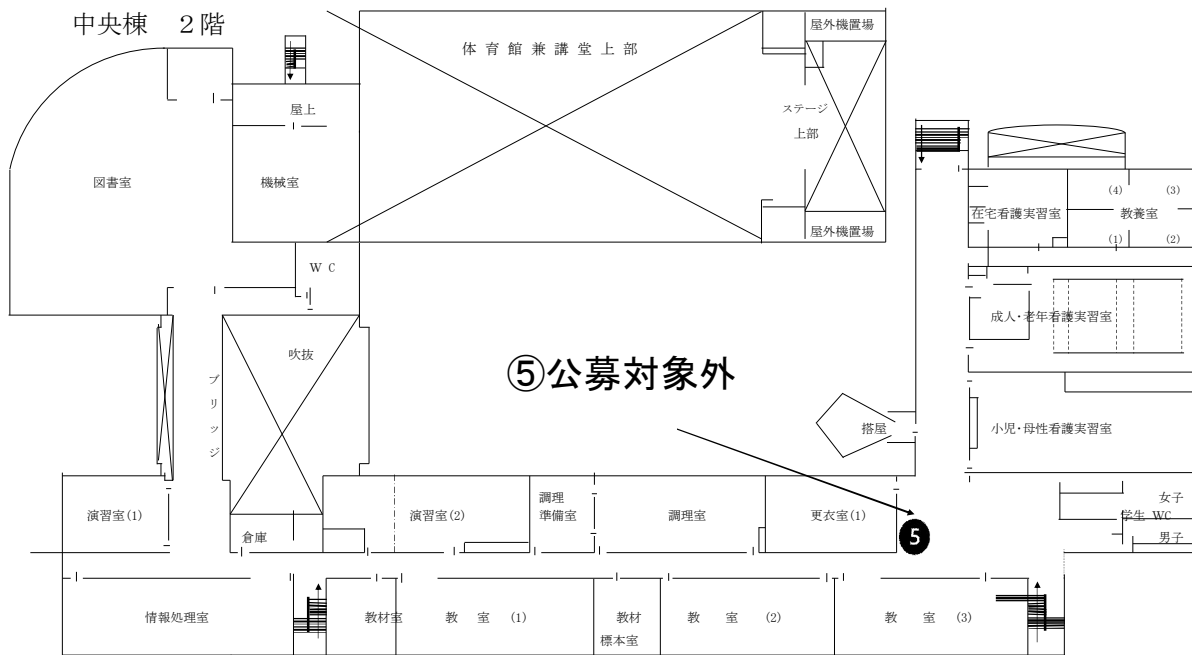 中央棟 2階
屋外機置場
体育館兼講堂上部
屋上
ステージ
上部
図書室
機械室
(4) (3)
在宅看護実習室
教養室
(1) (2)
屋外機置場
WC
成人・老年看護実習室
吹抜
⑤公募対象外
ブリッジ
搭屋
小児・母性看護実習室
調理
準備室
演習室(1)
演習室(2)
調理室
更衣室(1)
女子
学生 WC
男子
倉庫
5
情報処理室
教材室
教室 (1)
教材
標本室
教室 (2)
教室 (3)